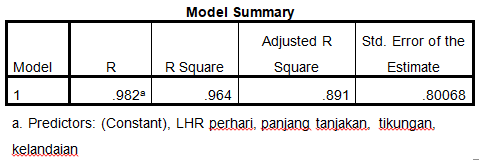 Model Summary
Model R R Square Adjusted R Square Std. Error of the Estimate
1 .982a .964 .891 .80068
a. Predictors: (Constant), LHR perhari, panjang tanjakan, tikungan,
kelandaian